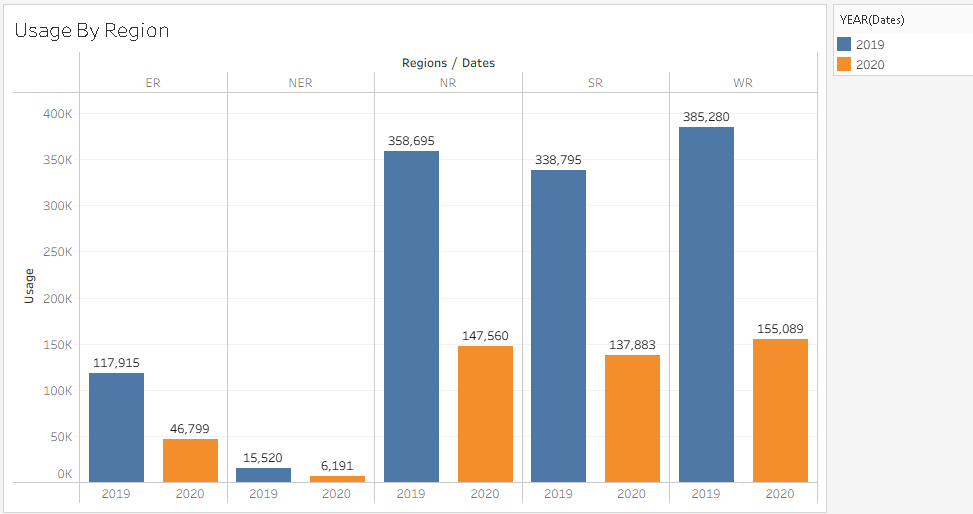 Usage By Region
YEAR(Dates)
2019
2020
Regions / Dates
ER NER NR SR WR
Usage
400K
350K
300K
250K
200K
150K
100K
50K
0K
117,915
46,799
15,520
6,191
358,695
147,560
338,795
137,883
385,280
155,089
2019 2020 2019 2020 2019 2020 2019 2020 2019 2020